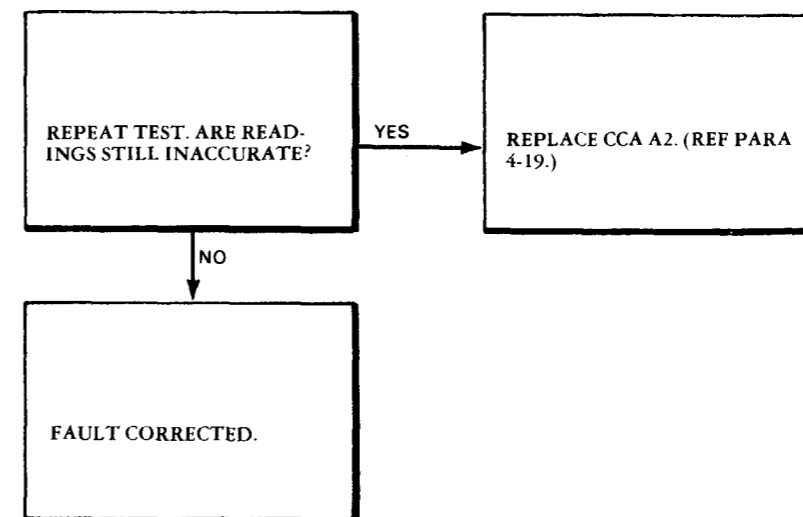 REPEAT TEST. ARE READ-
INGS STILL INACCURATE?
YES
REPLACE CCA A2. (REF PARA
4-19.)
NO
FAULT CORRECTED.